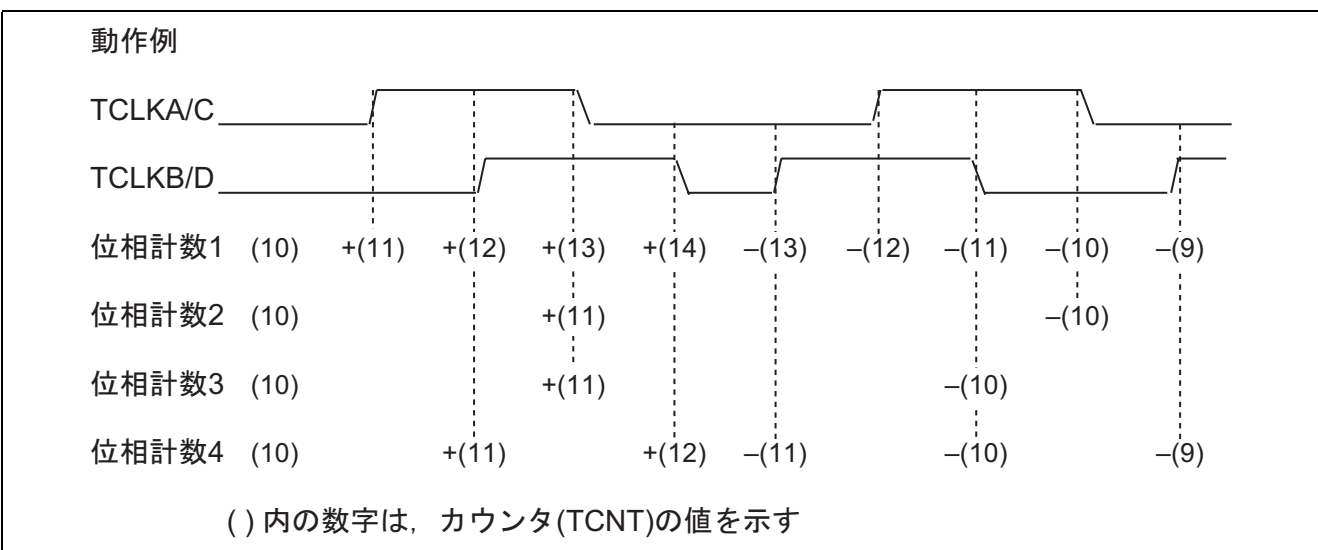 動作例
TCLKA/C
TCLKB/D
位相計数1 (10) +(11) +(12) +(13) +(14) –(13) –(12) –(11) –(10) –(9)
位相計数2 (10) +(11) –(10)
位相計数3 (10) +(11) –(10)
位相計数4 (10) +(11) +(12) –(11) –(10) –(9)
( ) 内の数字は，カウンタ(TCNT)の値を示す